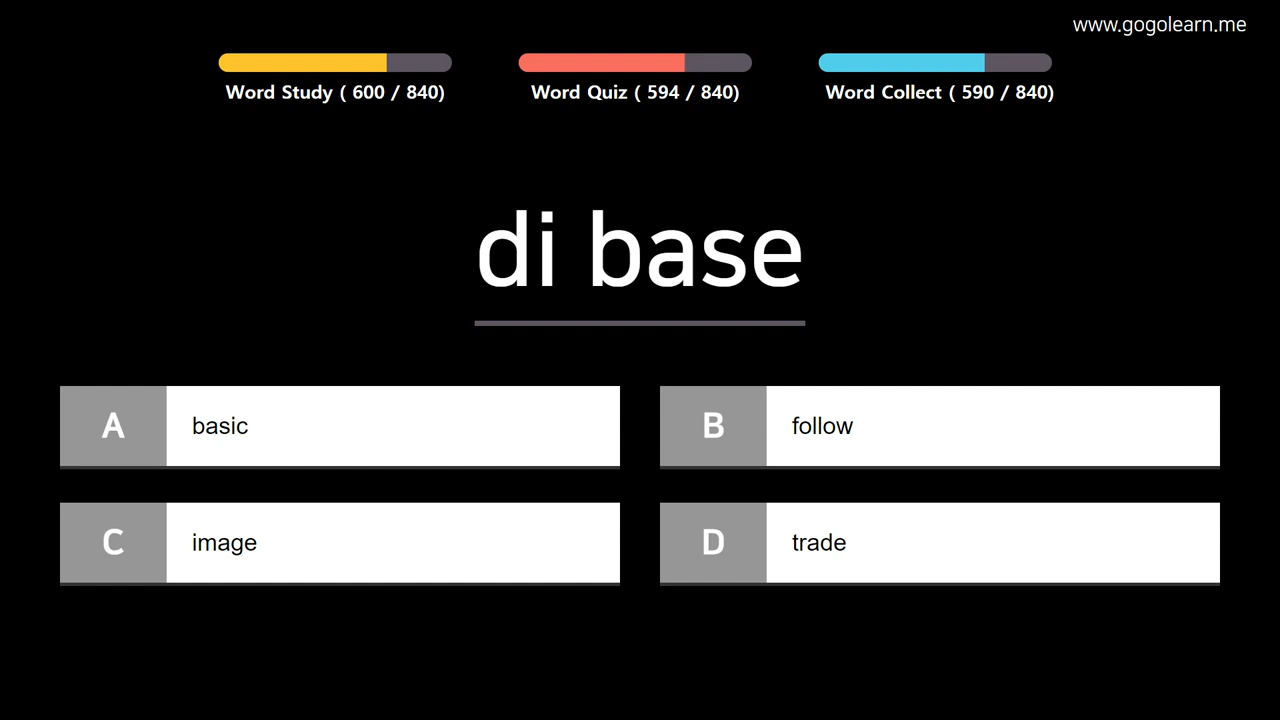 www.gogolearn.me
Word Study ( 600 / 840)
Word Quiz ( 594 / 840)
Word Collect ( 590 / 840)
di base
A basic
B follow
C image
D trade